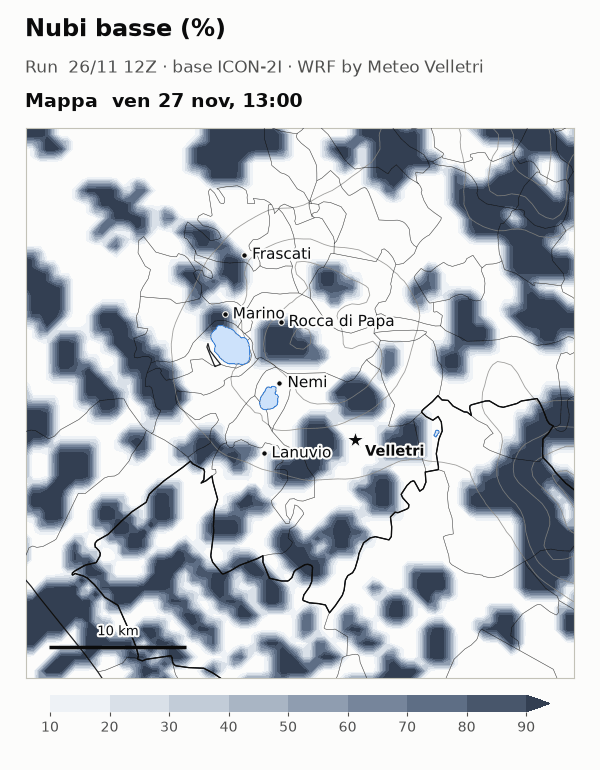 Nubi basse (%)
Run  26/11 12Z · base ICON-2I · WRF by Meteo Velletri
Mappa  ven 27 nov, 13:00
Frascati
Marino
Rocca di Papa
Nemi
Velletri
Lanuvio
10 km
10 20 30 40 50 60 70 80 90